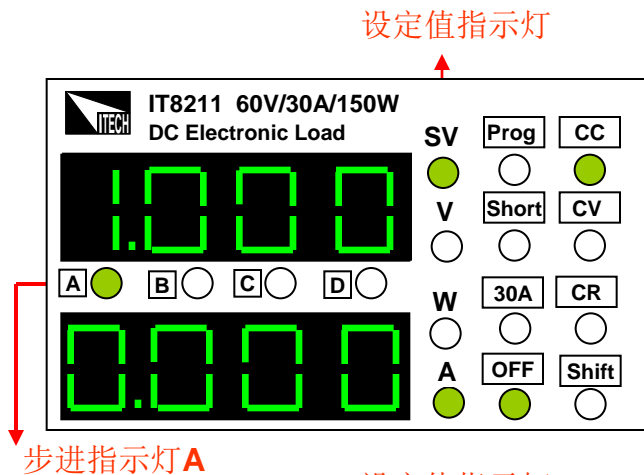 设定值指示灯
ITECH
IT8211 60V/30A/150W
DC Electronic Load
SV Prog CC
1.000
V Short CV
A B C D
W 30A CR
0.000
A OFF Shift
步进指示灯A